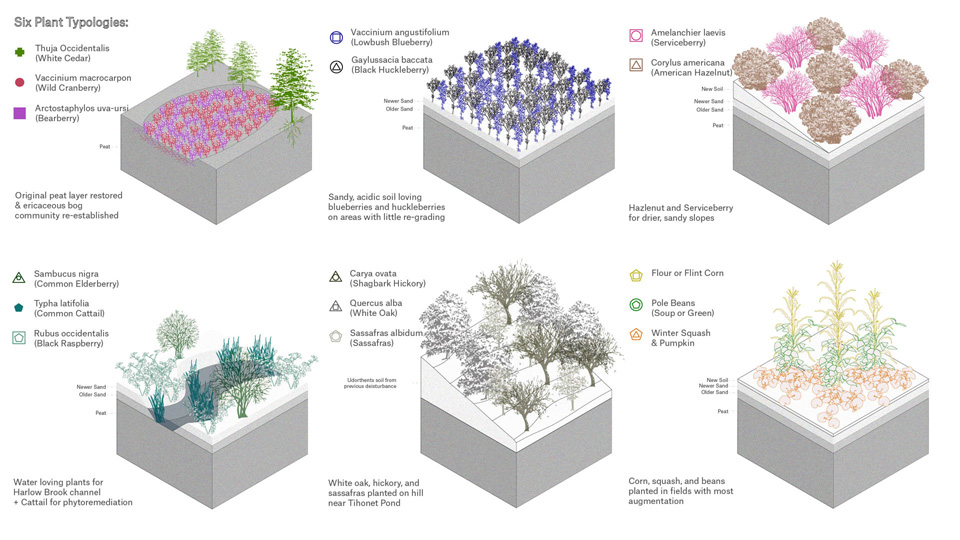 Six Plant Typologies:
Thuja Occidentalis
(White Cedar)
Vaccinium macrocarpon
(Wild Cranberry)
Arctostaphylos uva-ursi
(Bearberry)
Peat
Original peat layer restored
& ericaceous bog
community re-established
Vaccinium angustifolium
(Lowbush Blueberry)
Gaylussacia baccata
(Black Huckleberry)
Newer Sand
Older Sand
Peat
Sandy, acidic soil loving
blueberries and huckleberries
on areas with little re-grading
Amelanchier laevis
(Serviceberry)
Corylus americana
(American Hazelnut)
New Soil
Newer Sand
Older Sand
Peat
Hazlenut and Serviceberry
for drier, sandy slopes
Sambucus nigra
(Common Elderberry)
Typha latifolia
(Common Cattail)
Rubus occidentalis
(Black Raspberry)
Newer Sand
Older Sand
Peat
Water loving plants for
Harlow Brook channel
+ Cattail for phytoremediation
Carya ovata
(Shagbark Hickory)
Quercus alba
(White Oak)
Sassafras albidum
(Sassafras)
Udorthents soil from
previous deisturbance
White oak, hickory, and
sassafras planted on hill
near Tihonet Pond
Flour or Flint Corn
Pole Beans
(Soup or Green)
Winter Squash
& Pumpkin
New Soil
Newer Sand
Older Sand
Peat
Corn, squash, and beans
planted in fields with most
augmentation